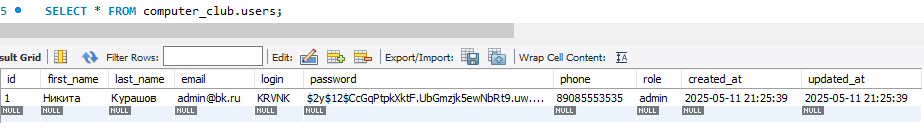 5 SELECT * FROM computer_club.users;
sult Grid Filter Rows: Edit: Export/Import: Wrap Cell Content:
id first_name last_name email login password phone role created_at updated_at
1 Никита Курашов admin@bk.ru KRVNK $2y$12$CcGqPtpkXktF.UbGmzjk5ewNbRt9.uw.... 89085553535 admin 2025-05-11 21:25:39 2025-05-11 21:25:39
NULL NULL NULL NULL NULL NULL NULL NULL NULL NULL